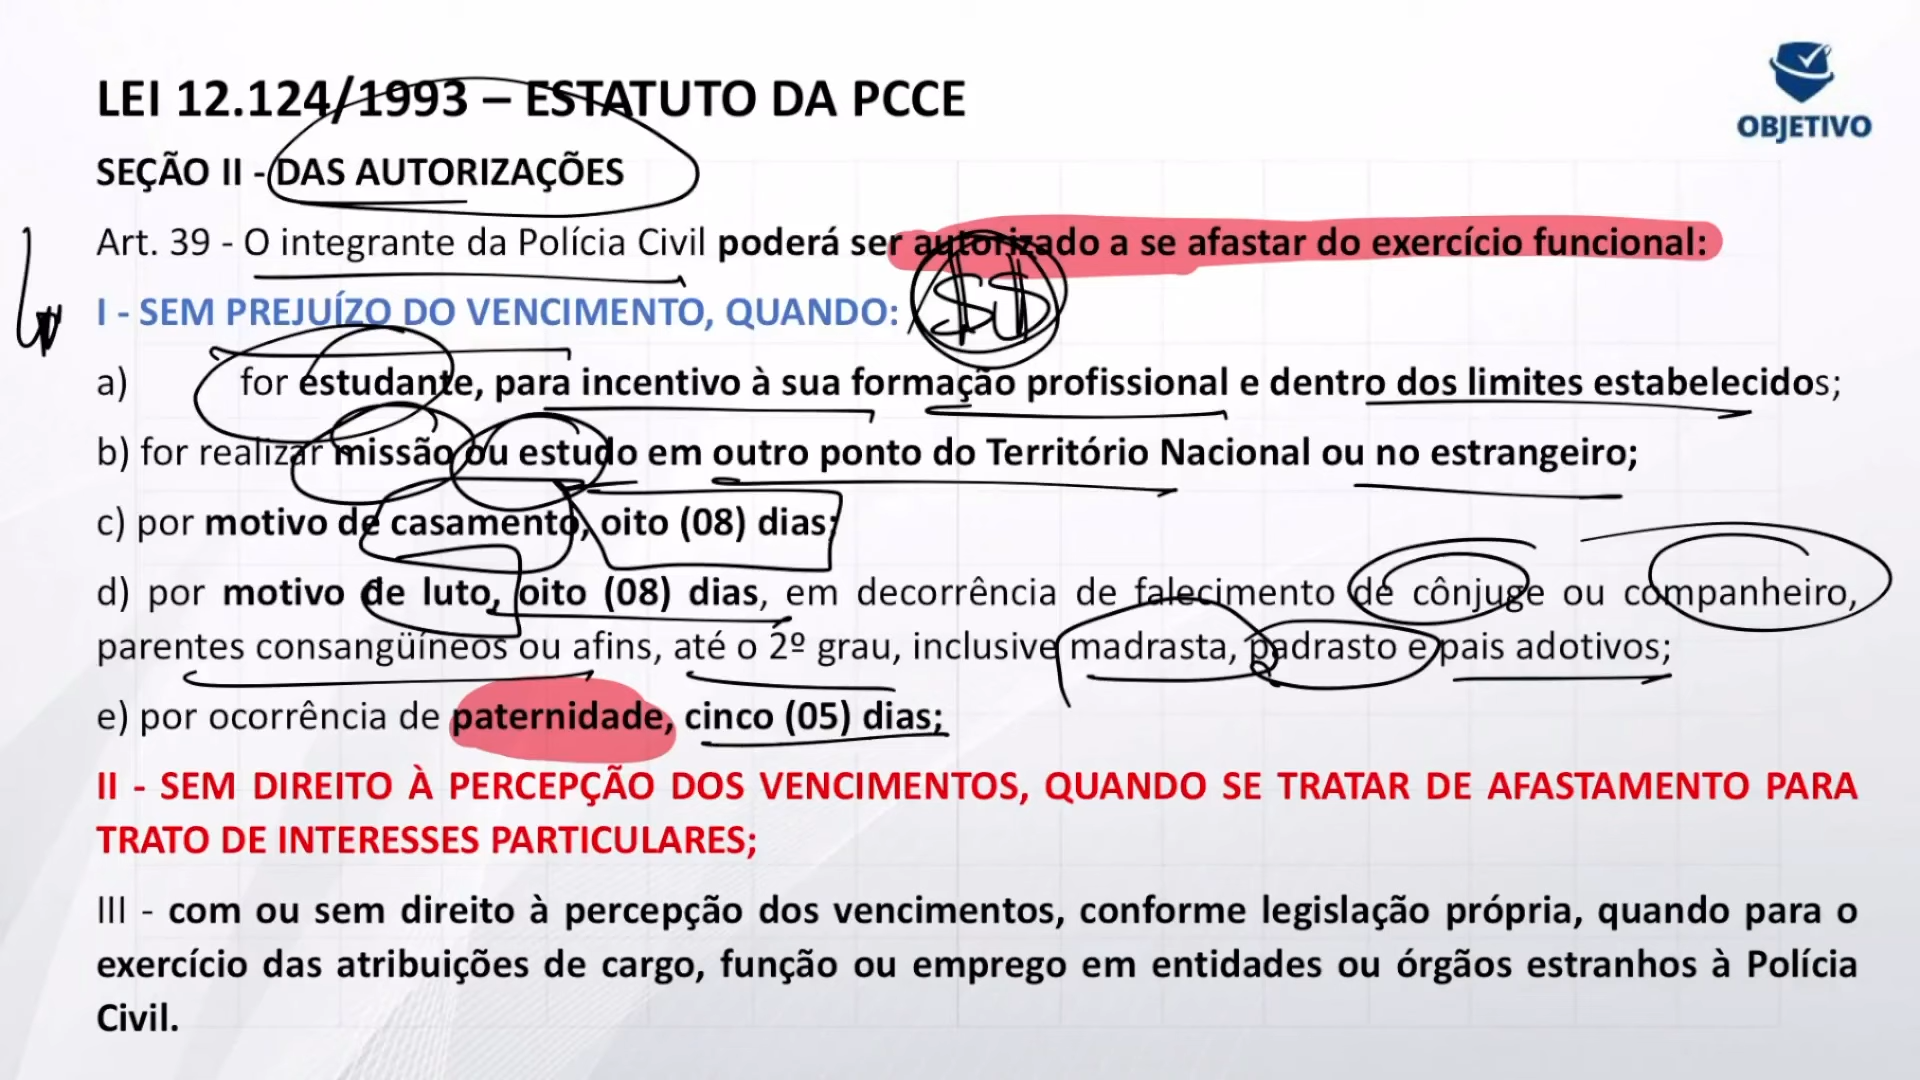 LEI 12.124/1993 – ESTATUTO DA PCCE
OBJETIVO
SEÇÃO II - DAS AUTORIZAÇÕES
Art. 39 - O integrante da Polícia Civil poderá ser autorizado a se afastar do exercício funcional:
I - SEM PREJUÍZO DO VENCIMENTO, QUANDO:
a) for estudante, para incentivo à sua formação profissional e dentro dos limites estabelecidos;
b) for realizar missão ou estudo em outro ponto do Território Nacional ou no estrangeiro;
c) por motivo de casamento, oito (08) dias;
d) por motivo de luto, oito (08) dias, em decorrência de falecimento de cônjuge ou companheiro,
parentes consangüíneos ou afins, até o 2º grau, inclusive madrasta, padrasto e pais adotivos;
e) por ocorrência de paternidade, cinco (05) dias;
II - SEM DIREITO À PERCEPÇÃO DOS VENCIMENTOS, QUANDO SE TRATAR DE AFASTAMENTO PARA
TRATO DE INTERESSES PARTICULARES;
III - com ou sem direito à percepção dos vencimentos, conforme legislação própria, quando para o
exercício das atribuições de cargo, função ou emprego em entidades ou órgãos estranhos à Polícia
Civil.